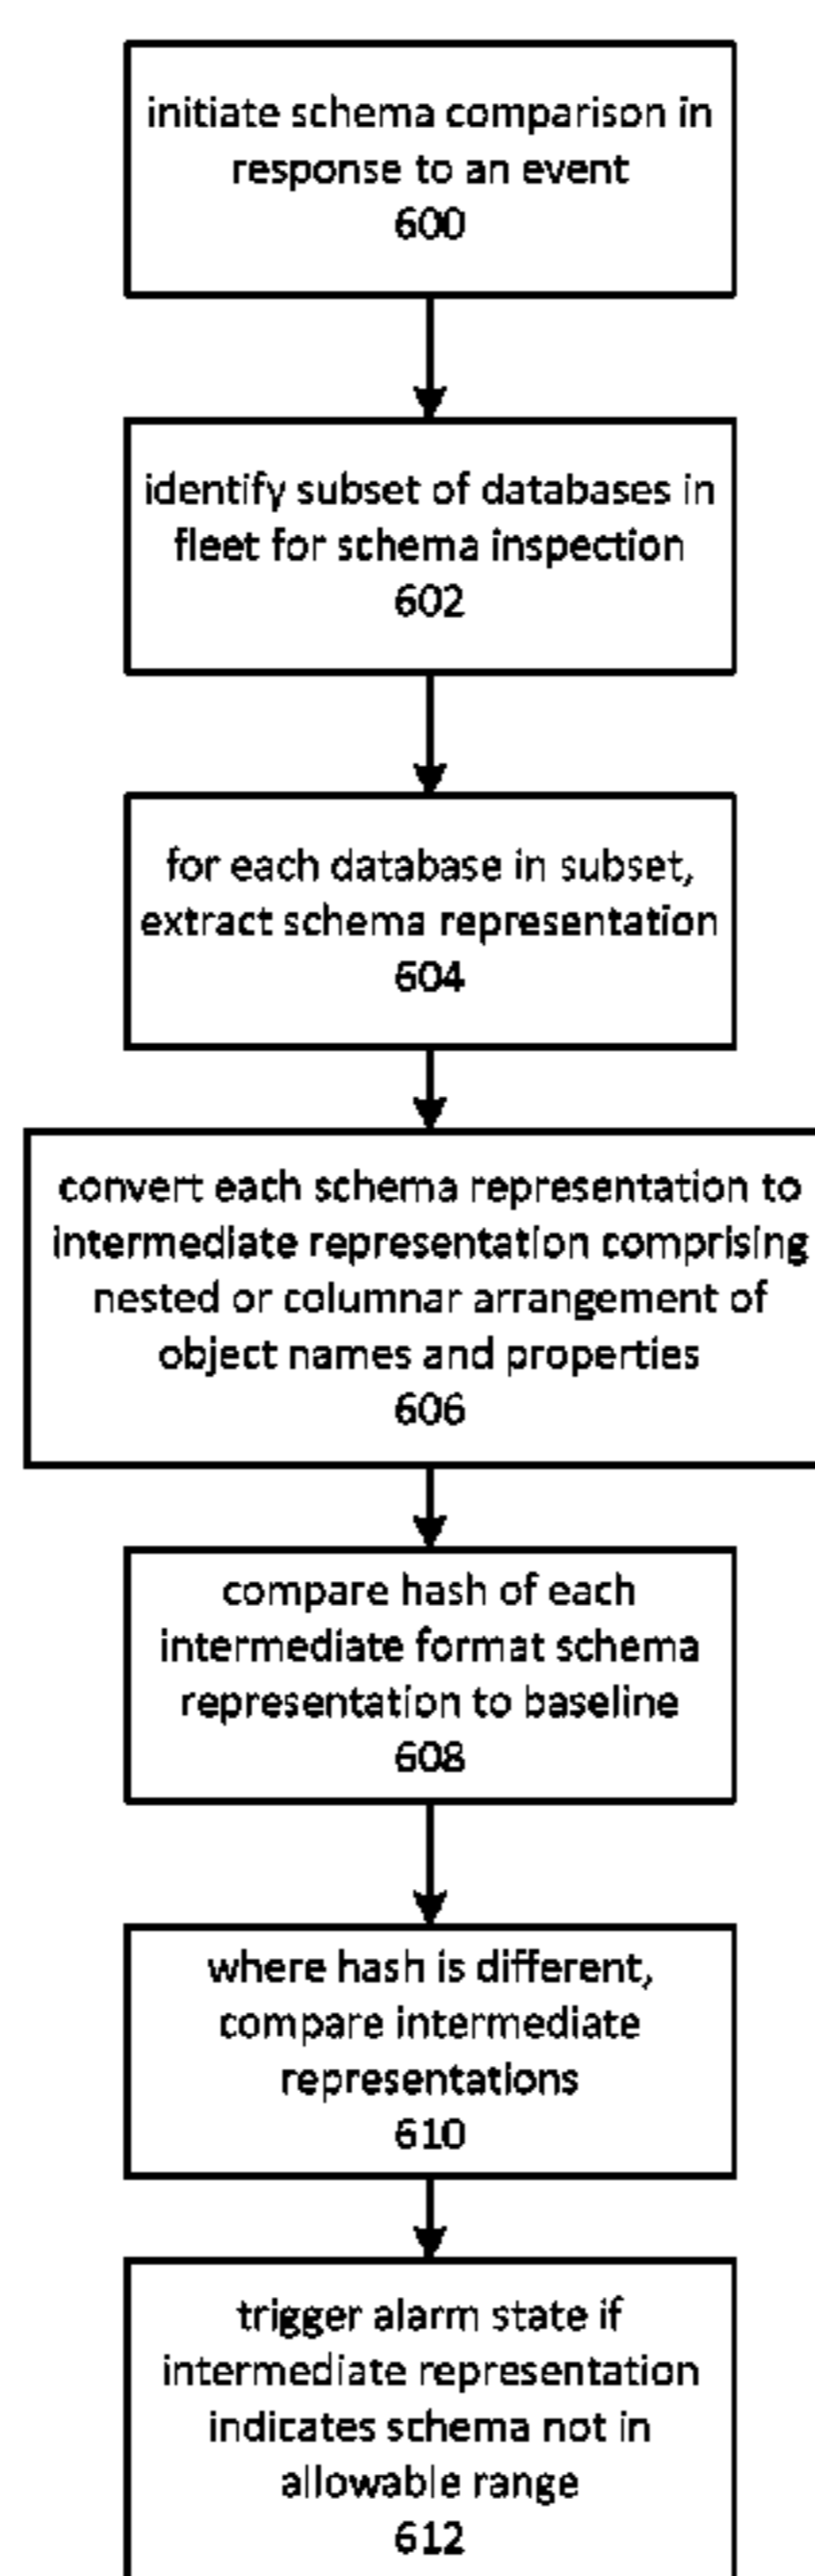 initiate schema comparison in
response to an event
600
identify subset of databases in
fleet for schema inspection
602
for each database in subset,
extract schema representation
604
convert each schema representation to
intermediate representation comprising
nested or columnar arrangement of
object names and properties
606
compare hash of each
intermediate format schema
representation to baseline
608
where hash is different,
compare intermediate
representations
610
trigger alarm state if
intermediate representation
indicates schema not in
allowable range
612